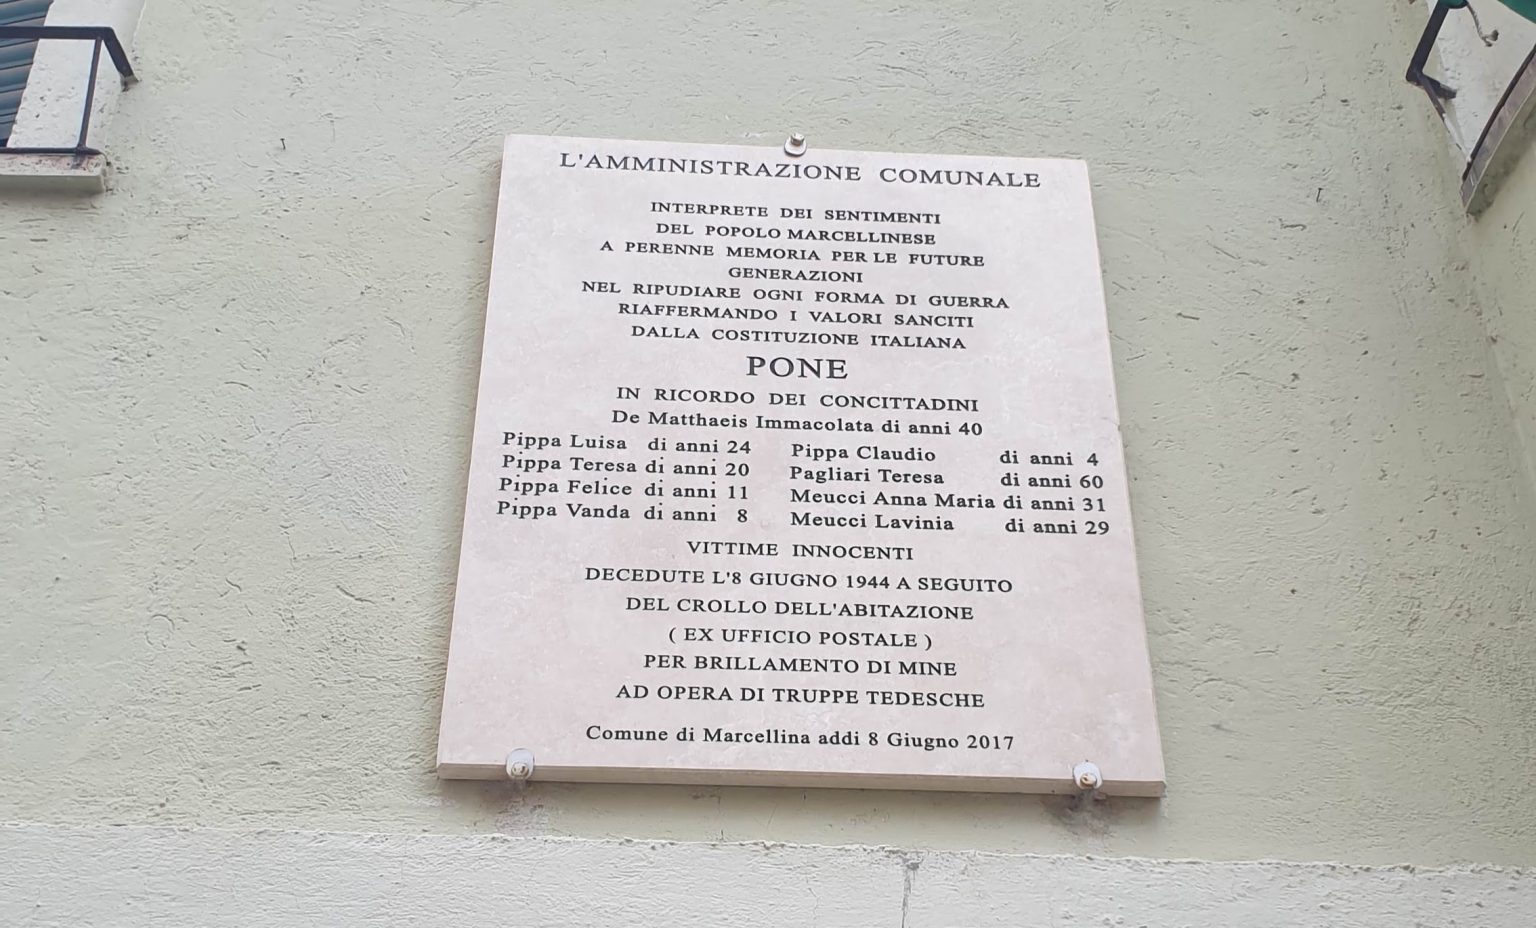 L'AMMINISTRAZIONE COMUNALE
INTERPRETE DEI SENTIMENTI
DEL POPOLO MARCELLINESE
A PERENNE MEMORIA PER LE FUTURE
GENERAZIONI
NEL RIPUDIARE OGNI FORMA DI GUERRA
RIAFFERMANDO I VALORI SANCITI
DALLA COSTITUZIONE ITALIANA
PONE
IN RICORDO DEI CONCITTADINI
De Matthaeis Immacolata di anni 40
Pippa Luisa di anni 24
Pippa Teresa di anni 20
Pippa Felice di anni 11
Pippa Vanda di anni 8
Pippa Claudio di anni 4
Pagliari Teresa di anni 60
Meucci Anna Maria di anni 31
Meucci Lavinia di anni 29
VITTIME INNOCENTI
DECEDUTE L'8 GIUGNO 1944 A SEGUITO
DEL CROLLO DELL'ABITAZIONE
( EX UFFICIO POSTALE )
PER BRILLAMENTO DI MINE
AD OPERA DI TRUPPE TEDESCHE
Comune di Marcellina addi 8 Giugno 2017